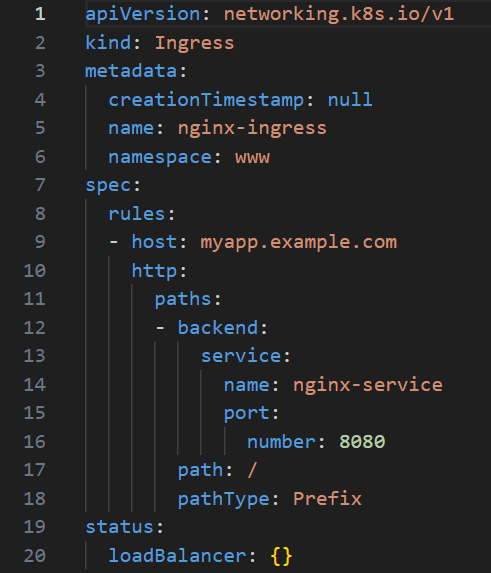 1 apiVersion: networking.k8s.io/v1
2 kind: Ingress
3 metadata:
4   creationTimestamp: null
5   name: nginx-ingress
6   namespace: www
7 spec:
8   rules:
9   - host: myapp.example.com
10     http:
11       paths:
12       - backend:
13           service:
14             name: nginx-service
15             port:
16               number: 8080
17         path: /
18         pathType: Prefix
19 status:
20   loadBalancer: {}